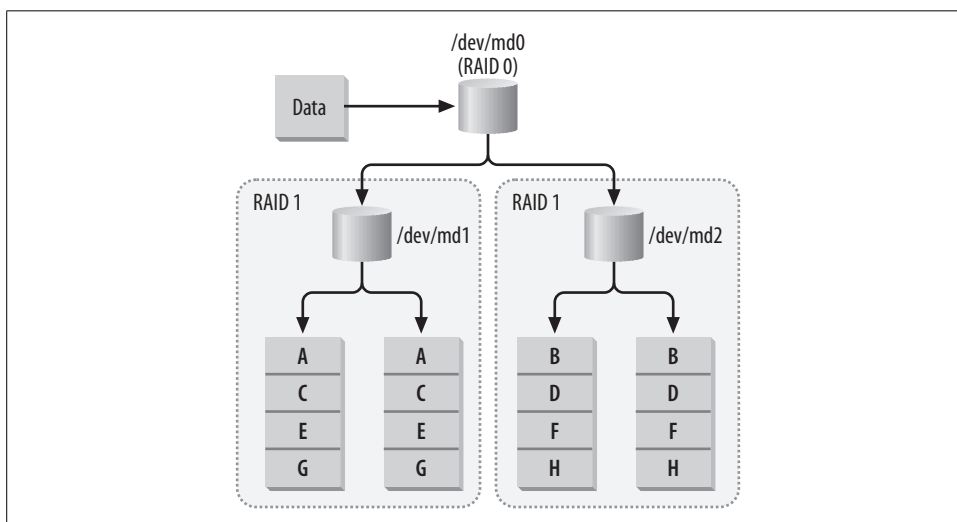 /dev/md0
(RAID 0)
Data
RAID 1
/dev/md1
A
C
E
G
A
C
E
G
RAID 1
/dev/md2
B
D
F
H
B
D
F
H